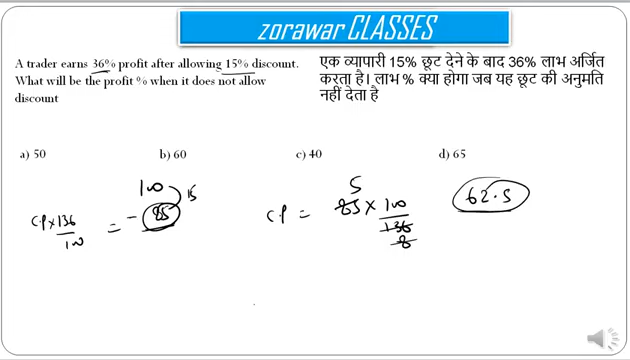 zorawar CLASSES
A trader earns 36% profit after allowing 15% discount.
What will be the profit % when it does not allow
discount
एक व्यापारी 15% छूट देने के बाद 36% लाभ अर्जित
करता है। लाभ % क्या होगा जब यह छूट की अनुमति
नहीं देता है
a) 50 b) 60 c) 40 d) 65
100
15
C.P × 136/100 = - 85
5
C.P = 85 × 100/136
8
62.5